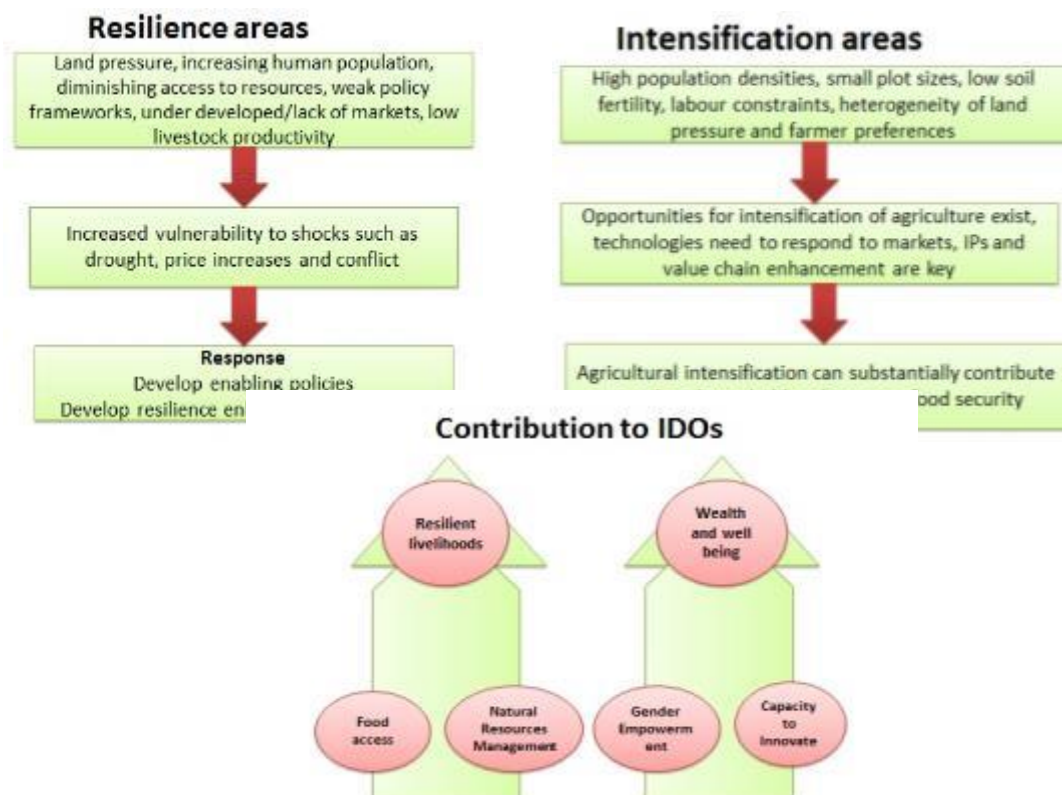 Resilience areas
Land pressure, increasing human population,
diminishing access to resources, weak policy
frameworks, under developed/lack of markets, low
livestock productivity
Increased vulnerability to shocks such as
drought, price increases and conflict
Response
Develop enabling policies
Develop resilience
Intensification areas
High population densities, small plot sizes, low soil
fertility, labour constraints, heterogeneity of land
pressure and farmer preferences
Opportunities for intensification of agriculture exist,
technologies need to respond to markets, IPs and
value chain enhancement are key
Agricultural intensification can substantially contribute
ood security
Contribution to IDOs
Resilient
livelihoods
Wealth
and well
being
Food
access
Natural
Resources
Management
Gender
Empowerm
ent
Capacity
to
Innovate